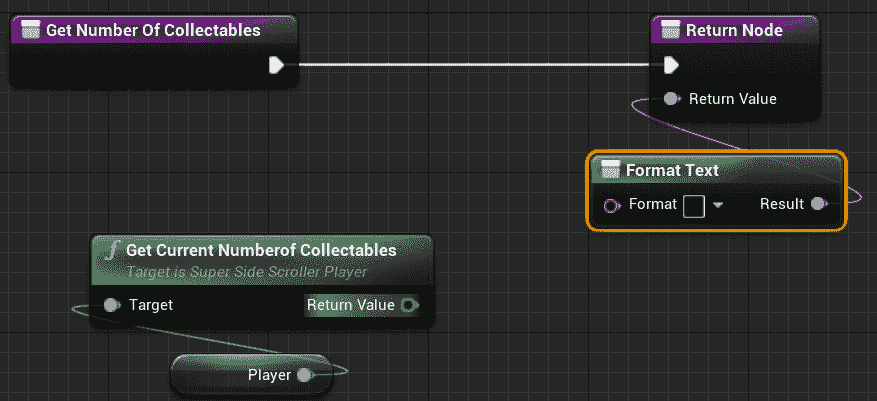 Get Number Of Collectables
Return Node
Return Value
Format Text
Format
Result
f Get Current Numberof Collectables
Target is Super Side Scroller Player
Target
Return Value
Player